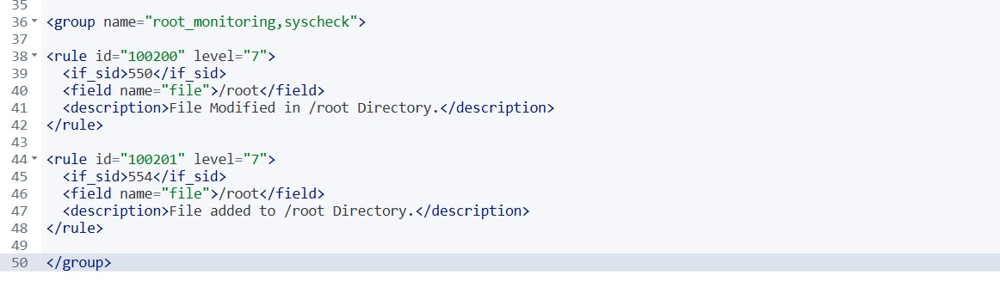 35
36 <group name="root_monitoring,syscheck">
37
38 <rule id="100200" level="7">
39   <if_sid>550</if_sid>
40   <field name="file">/root</field>
41   <description>File Modified in /root Directory.</description>
42 </rule>
43
44 <rule id="100201" level="7">
45   <if_sid>554</if_sid>
46   <field name="file">/root</field>
47   <description>File added to /root Directory.</description>
48 </rule>
49
50 </group>